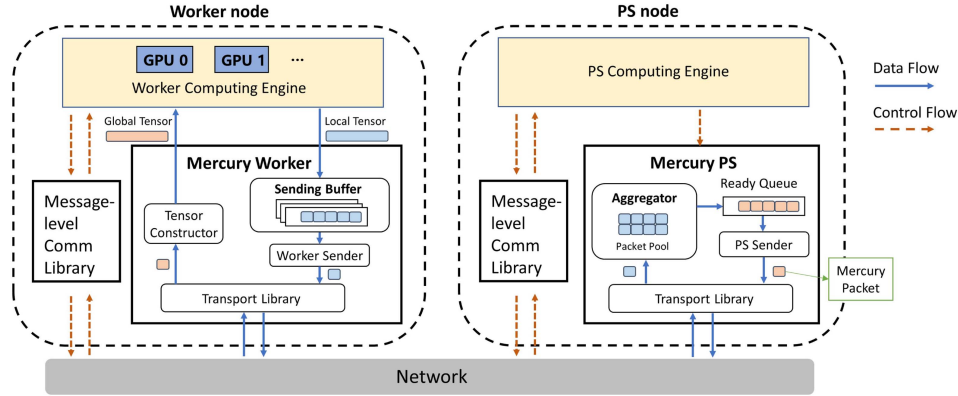 Worker node
GPU 0
GPU 1
...
Worker Computing Engine
Global Tensor
Local Tensor
Message-
level
Comm
Library
Mercury Worker
Sending Buffer
Tensor
Constructor
Worker Sender
Transport Library
PS node
PS Computing Engine
Message-
level
Comm
Library
Mercury PS
Aggregator
Packet Pool
Ready Queue
PS Sender
Transport Library
Mercury
Packet
Data Flow
Control Flow
Network